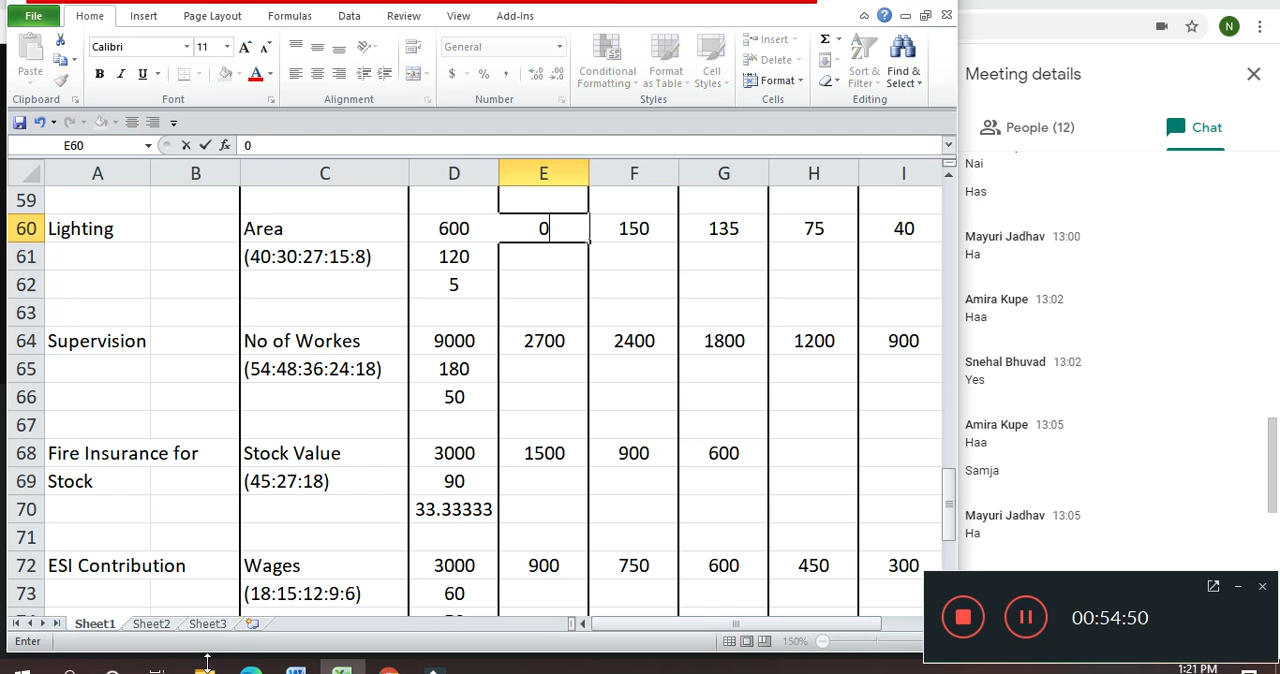 File Home Insert Page Layout Formulas Data Review View Add-Ins
Paste
Calibri 11
B I U
General
Conditional Formatting
Format as Table
Cell Styles
Insert
Delete
Format
Sort & Filter
Find & Select
Clipboard Font Alignment Number Styles Cells Editing
E60 fx 0
A B C D E F G H I
59
60 Lighting Area 600 0 150 135 75 40
61 (40:30:27:15:8) 120
62 5
63
64 Supervision No of Workes 9000 2700 2400 1800 1200 900
65 (54:48:36:24:18) 180
66 50
67
68 Fire Insurance for Stock Value 3000 1500 900 600
69 Stock (45:27:18) 90
70 33.33333
71
72 ESI Contribution Wages 3000 900 750 600 450 300
73 (18:15:12:9:6) 60
Sheet1 Sheet2 Sheet3
Enter 150%
N
Meeting details
People (12) Chat
Nai
Has
Mayuri Jadhav 13:00
Ha
Amira Kupe 13:02
Haa
Snehal Bhuvad 13:02
Yes
Amira Kupe 13:05
Haa
Samja
Mayuri Jadhav 13:05
Ha
00:54:50
1:21 PM